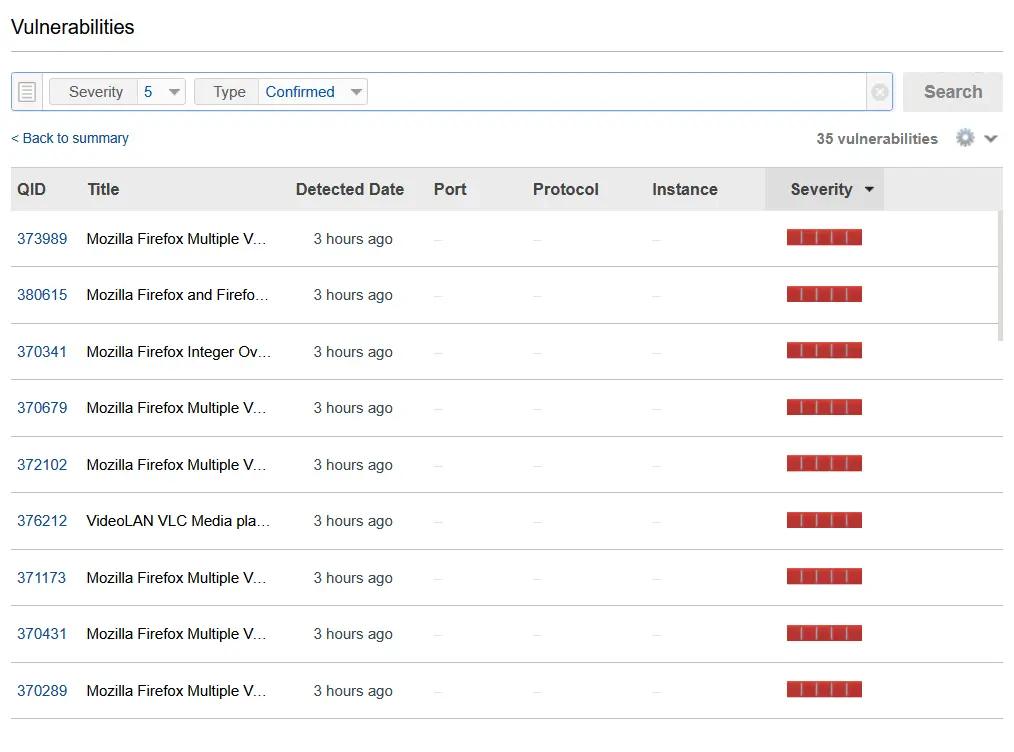 Vulnerabilities
Severity 5 Type Confirmed Search
< Back to summary 35 vulnerabilities
QID Title Detected Date Port Protocol Instance Severity
373989 Mozilla Firefox Multiple V... 3 hours ago – – –
380615 Mozilla Firefox and Firefo... 3 hours ago – – –
370341 Mozilla Firefox Integer Ov... 3 hours ago – – –
370679 Mozilla Firefox Multiple V... 3 hours ago – – –
372102 Mozilla Firefox Multiple V... 3 hours ago – – –
376212 VideoLAN VLC Media pla... 3 hours ago – – –
371173 Mozilla Firefox Multiple V... 3 hours ago – – –
370431 Mozilla Firefox Multiple V... 3 hours ago – – –
370289 Mozilla Firefox Multiple V... 3 hours ago – – –